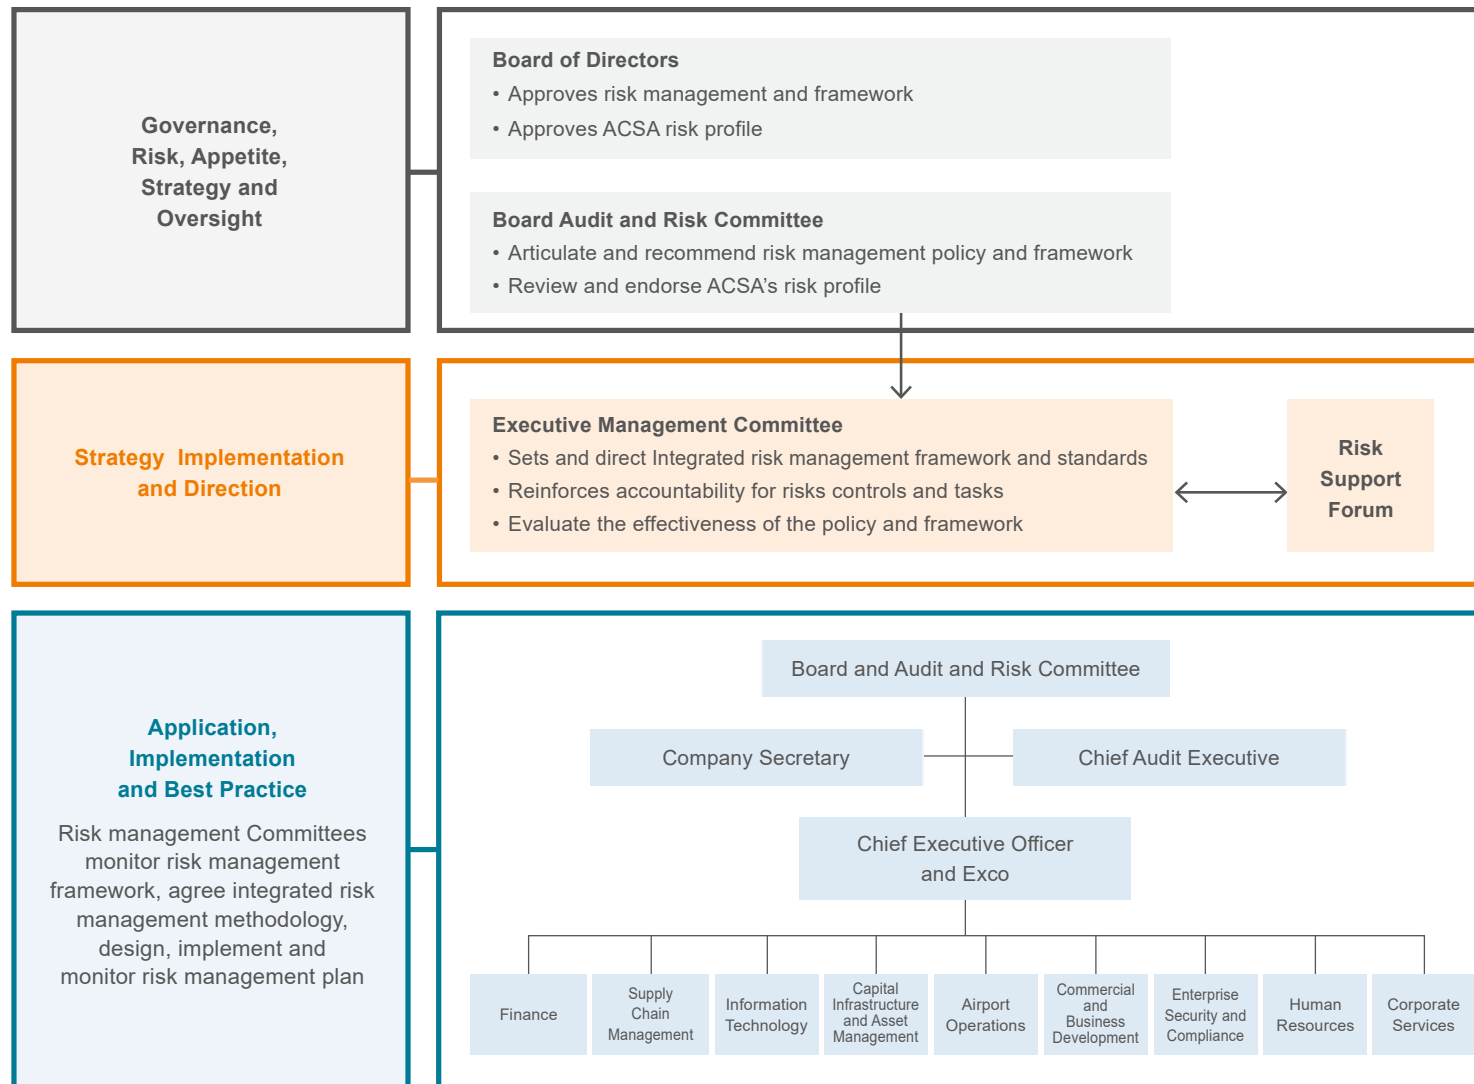 Governance,
Risk, Appetite,
Strategy and
Oversight
Board of Directors
• Approves risk management and framework
• Approves ACSA risk profile
Board Audit and Risk Committee
• Articulate and recommend risk management policy and framework
• Review and endorse ACSA’s risk profile
Strategy Implementation
and Direction
Executive Management Committee
• Sets and direct Integrated risk management framework and standards
• Reinforces accountability for risks controls and tasks
• Evaluate the effectiveness of the policy and framework
Risk
Support
Forum
Application,
Implementation
and Best Practice
Risk management Committees
monitor risk management
framework, agree integrated risk
management methodology,
design, implement and
monitor risk management plan
Board and Audit and Risk Committee
Company Secretary
Chief Audit Executive
Chief Executive Officer
and Exco
Finance
Supply
Chain
Management
Information
Technology
Capital
Infrastructure
and Asset
Management
Airport
Operations
Commercial
and
Business
Development
Enterprise
Security and
Compliance
Human
Resources
Corporate
Services